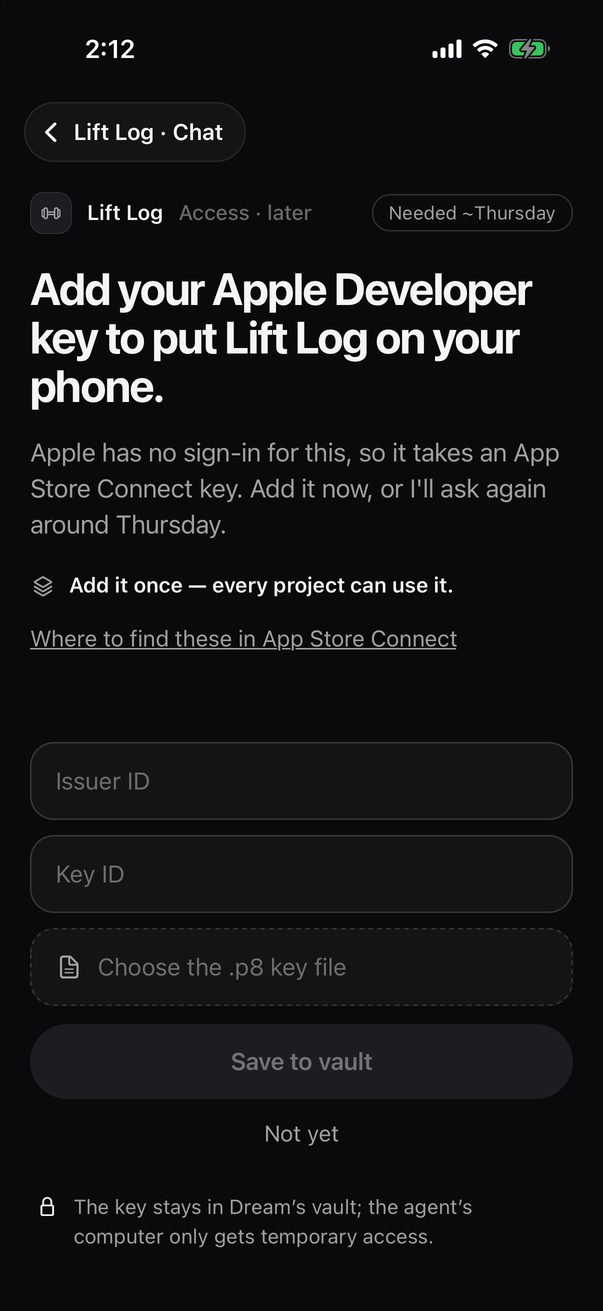 2:12
Lift Log · Chat
Lift Log Access · later Needed ~Thursday
Add your Apple Developer
key to put Lift Log on your
phone.
Apple has no sign-in for this, so it takes an App
Store Connect key. Add it now, or I'll ask again
around Thursday.
Add it once — every project can use it.
Where to find these in App Store Connect
Issuer ID
Key ID
Choose the .p8 key file
Save to vault
Not yet
The key stays in Dream’s vault; the agent’s
computer only gets temporary access.